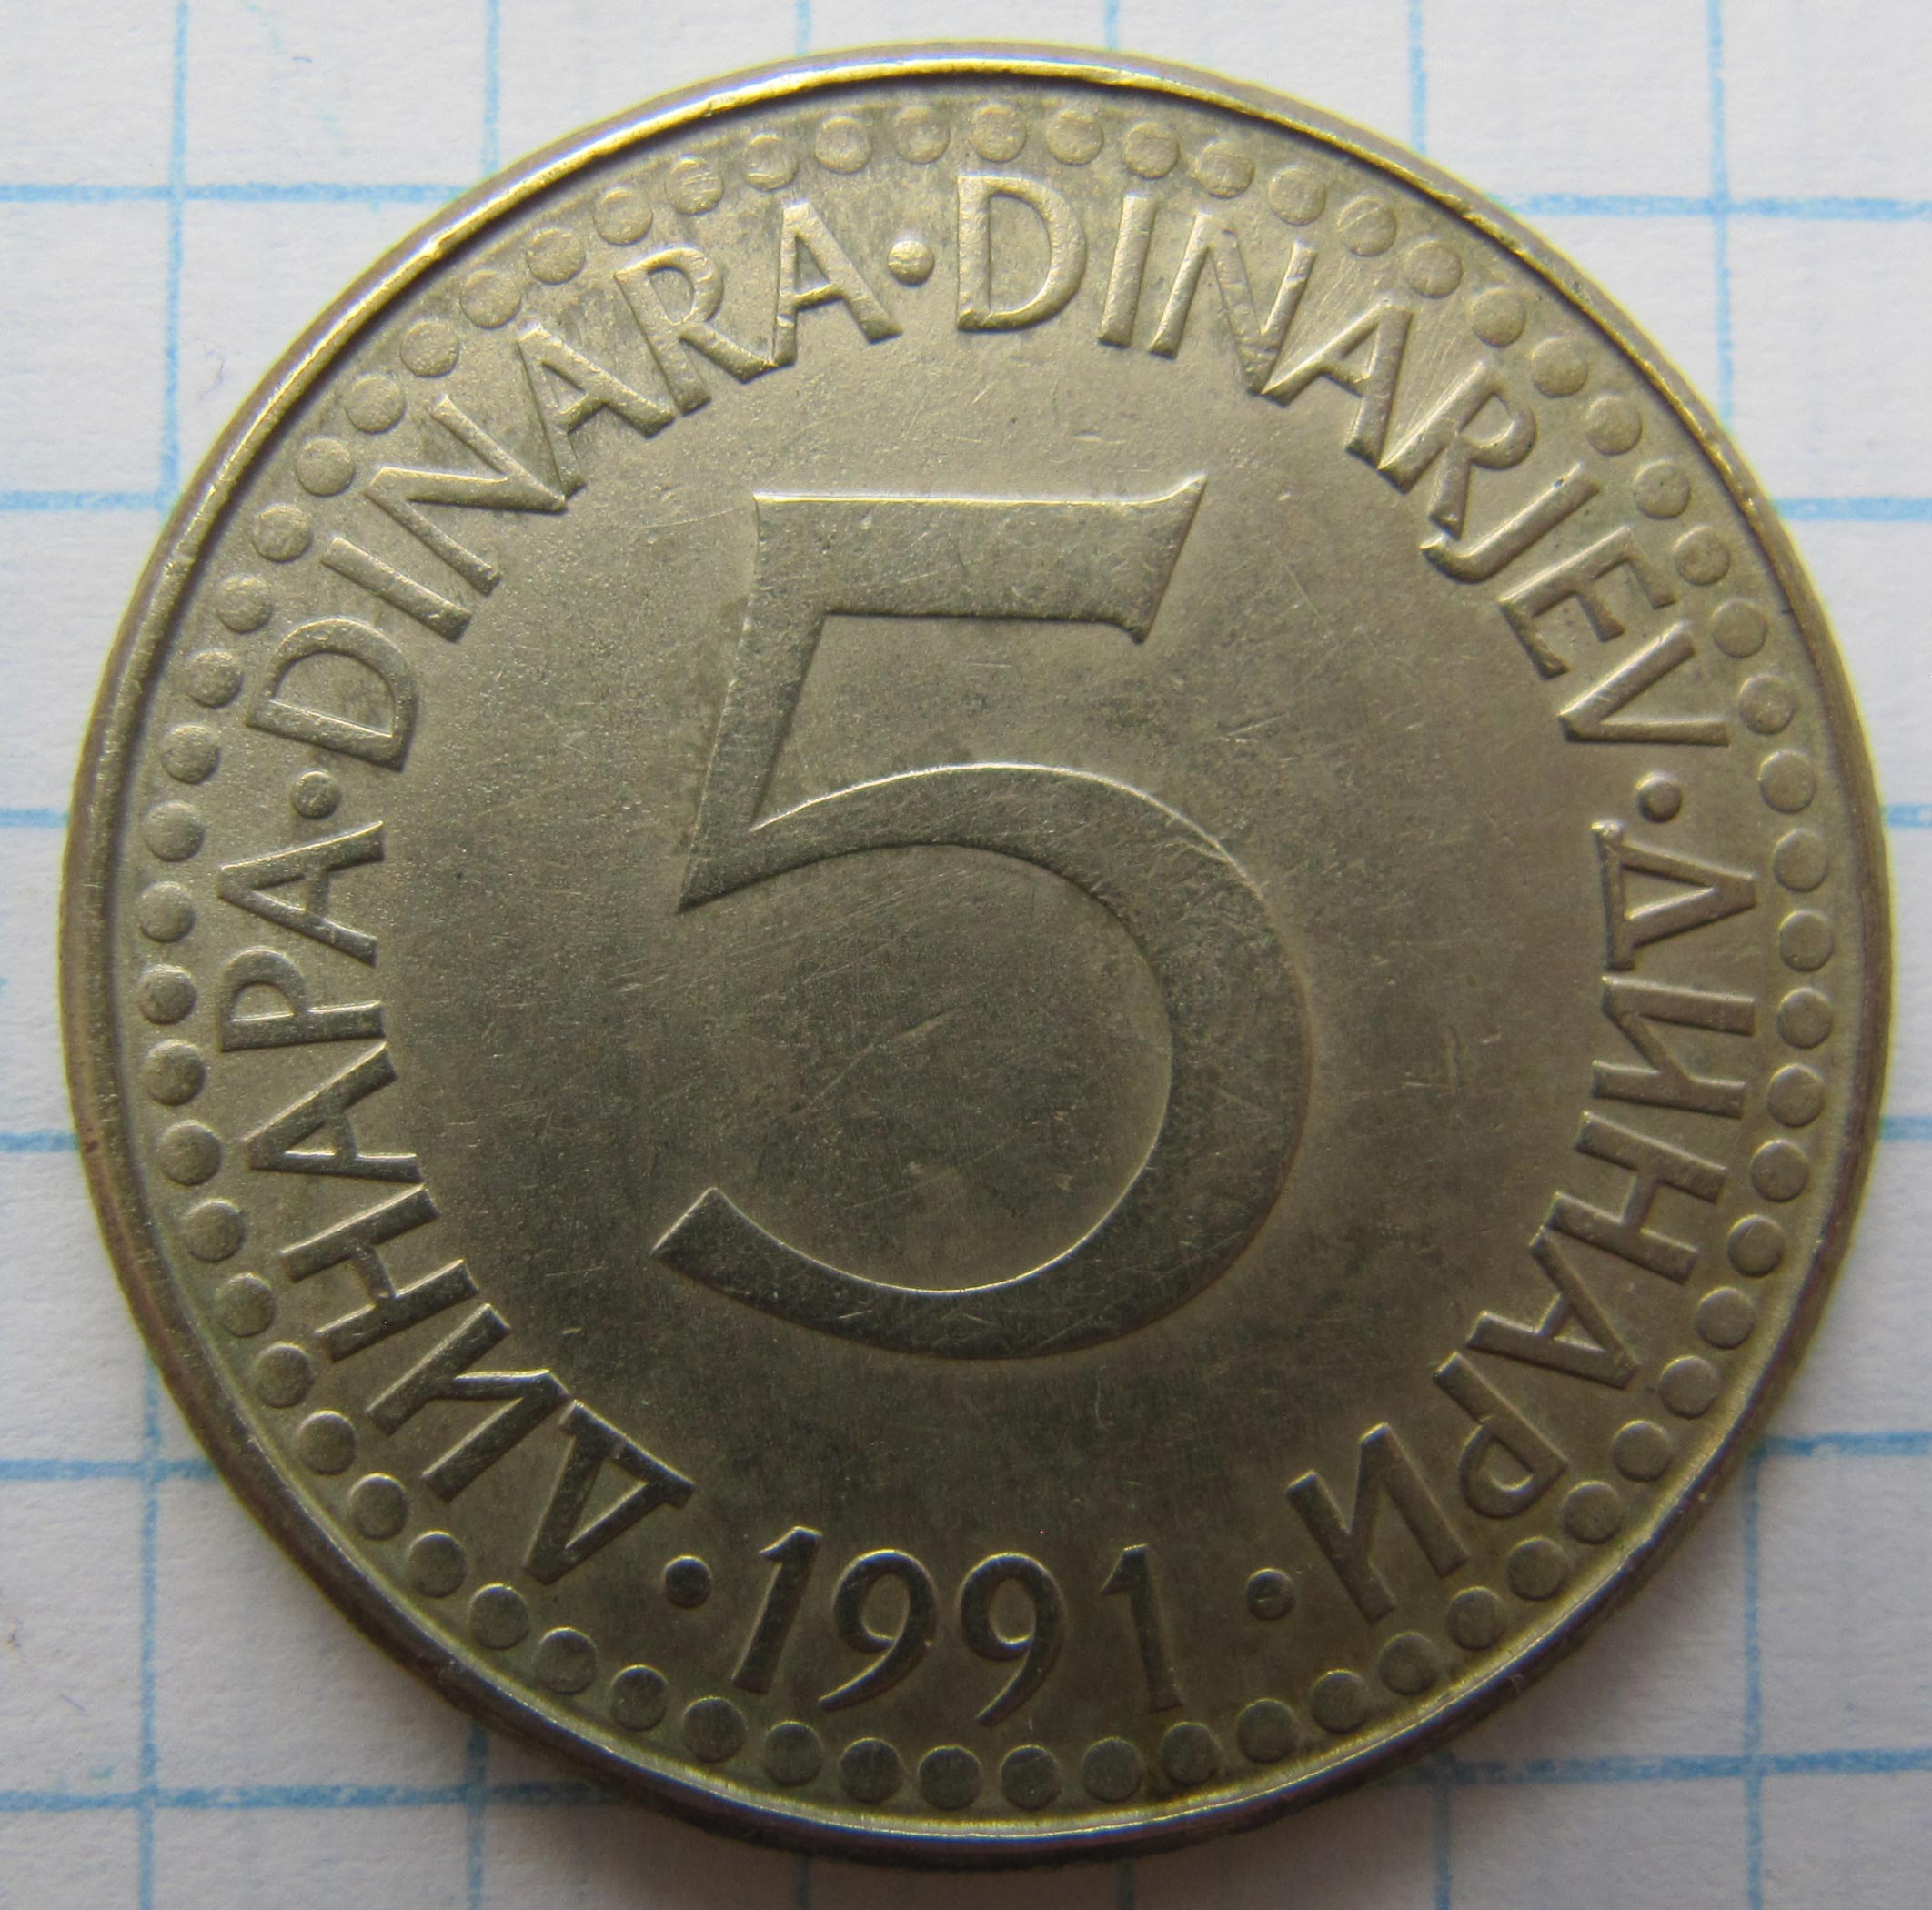 ДИНАРА · DINARA · DINARJEV · ДИНАРИ
5
· 1991 ·